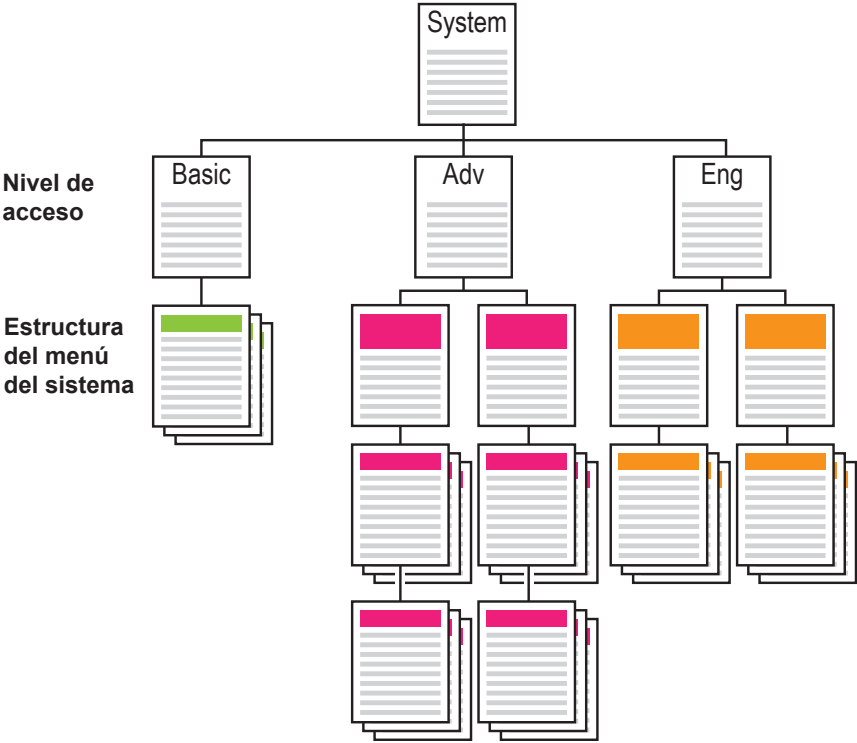 System
Nivel de
acceso
Basic
Adv
Eng
Estructura
del menú
del sistema